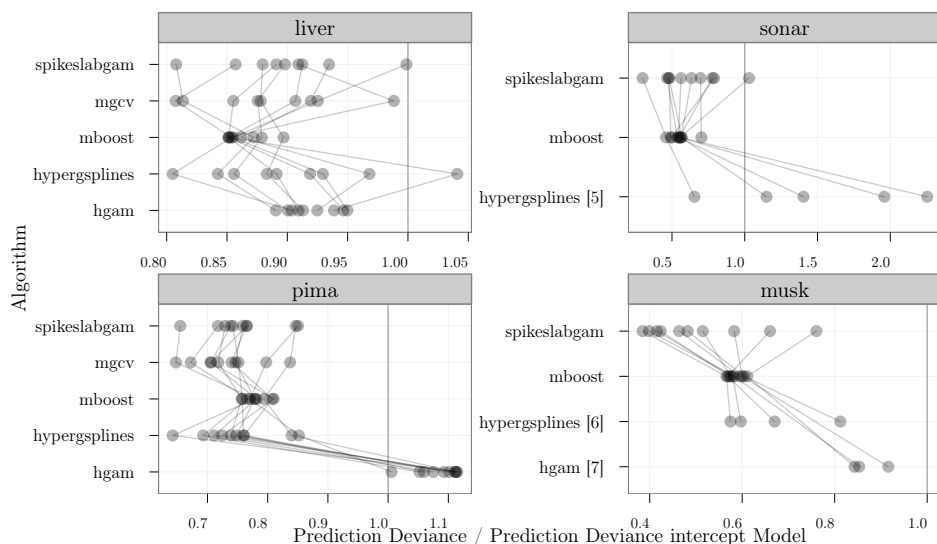 liver
spikeslabgam
mgcv
mboost
hypergsplines
hgam
0.80 0.85 0.90 0.95 1.00 1.05
sonar
spikeslabgam
mboost
hypergsplines [5]
0.5 1.0 1.5 2.0
Algorithm
pima
spikeslabgam
mgcv
mboost
hypergsplines
hgam
0.7 0.8 0.9 1.0 1.1
musk
spikeslabgam
mboost
hypergsplines [6]
hgam [7]
0.4 0.6 0.8 1.0
Prediction Deviance / Prediction Deviance intercept Model